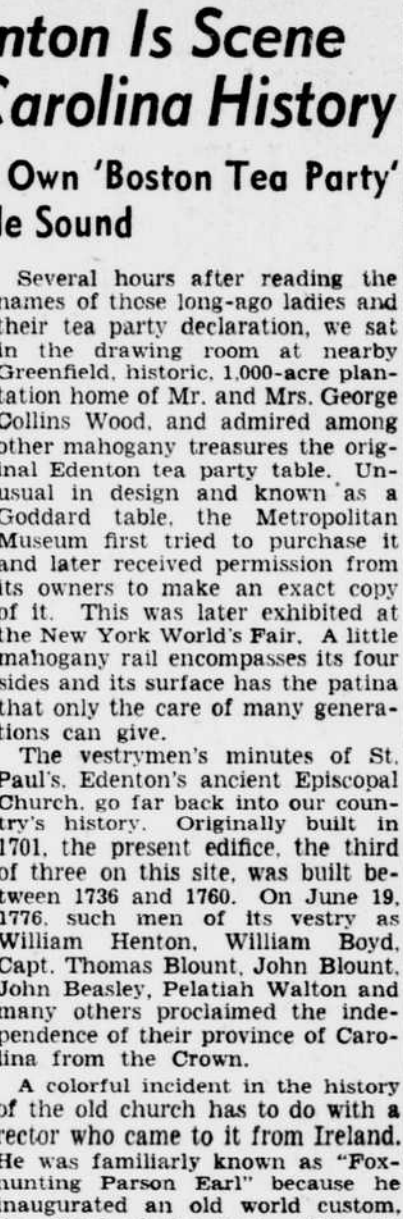 nton Is Scene
Carolina History
Own 'Boston Tea Party'
le Sound
Several hours after reading the
names of those long-ago ladies and
their tea party declaration, we sat
in the drawing room at nearby
Greenfield, historic, 1,000-acre plan-
tation home of Mr. and Mrs. George
Collins Wood, and admired among
other mahogany treasures the orig-
inal Edenton tea party table. Un-
usual in design and known as a
Goddard table, the Metropolitan
Museum first tried to purchase it
and later received permission from
its owners to make an exact copy
of it. This was later exhibited at
the New York World's Fair. A little
mahogany rail encompasses its four
sides and its surface has the patina
that only the care of many genera-
tions can give.
The vestrymen's minutes of St.
Paul's, Edenton's ancient Episcopal
Church, go far back into our coun-
try's history. Originally built in
1701, the present edifice, the third
of three on this site, was built be-
tween 1736 and 1760. On June 19,
1776, such men of its vestry as
William Henton, William Boyd,
Capt. Thomas Blount, John Blount,
John Beasley, Pelatiah Walton and
many others proclaimed the inde-
pendence of their province of Caro-
lina from the Crown.
A colorful incident in the history
of the old church has to do with a
rector who came to it from Ireland.
He was familiarly known as "Fox-
hunting Parson Earl" because he
inaugurated an old world custom,